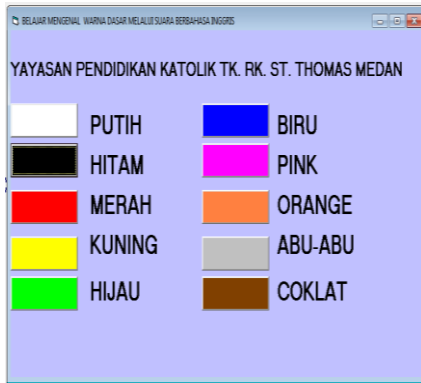 BELAJAR MENGENAL WARNA DASAR MELALUI SUARA BERBAHASA INGGRIS
YAYASAN PENDIDIKAN KATOLIK TK. RK. ST. THOMAS MEDAN
PUTIH BIRU
HITAM PINK
MERAH ORANGE
KUNING ABU-ABU
HIJAU COKLAT